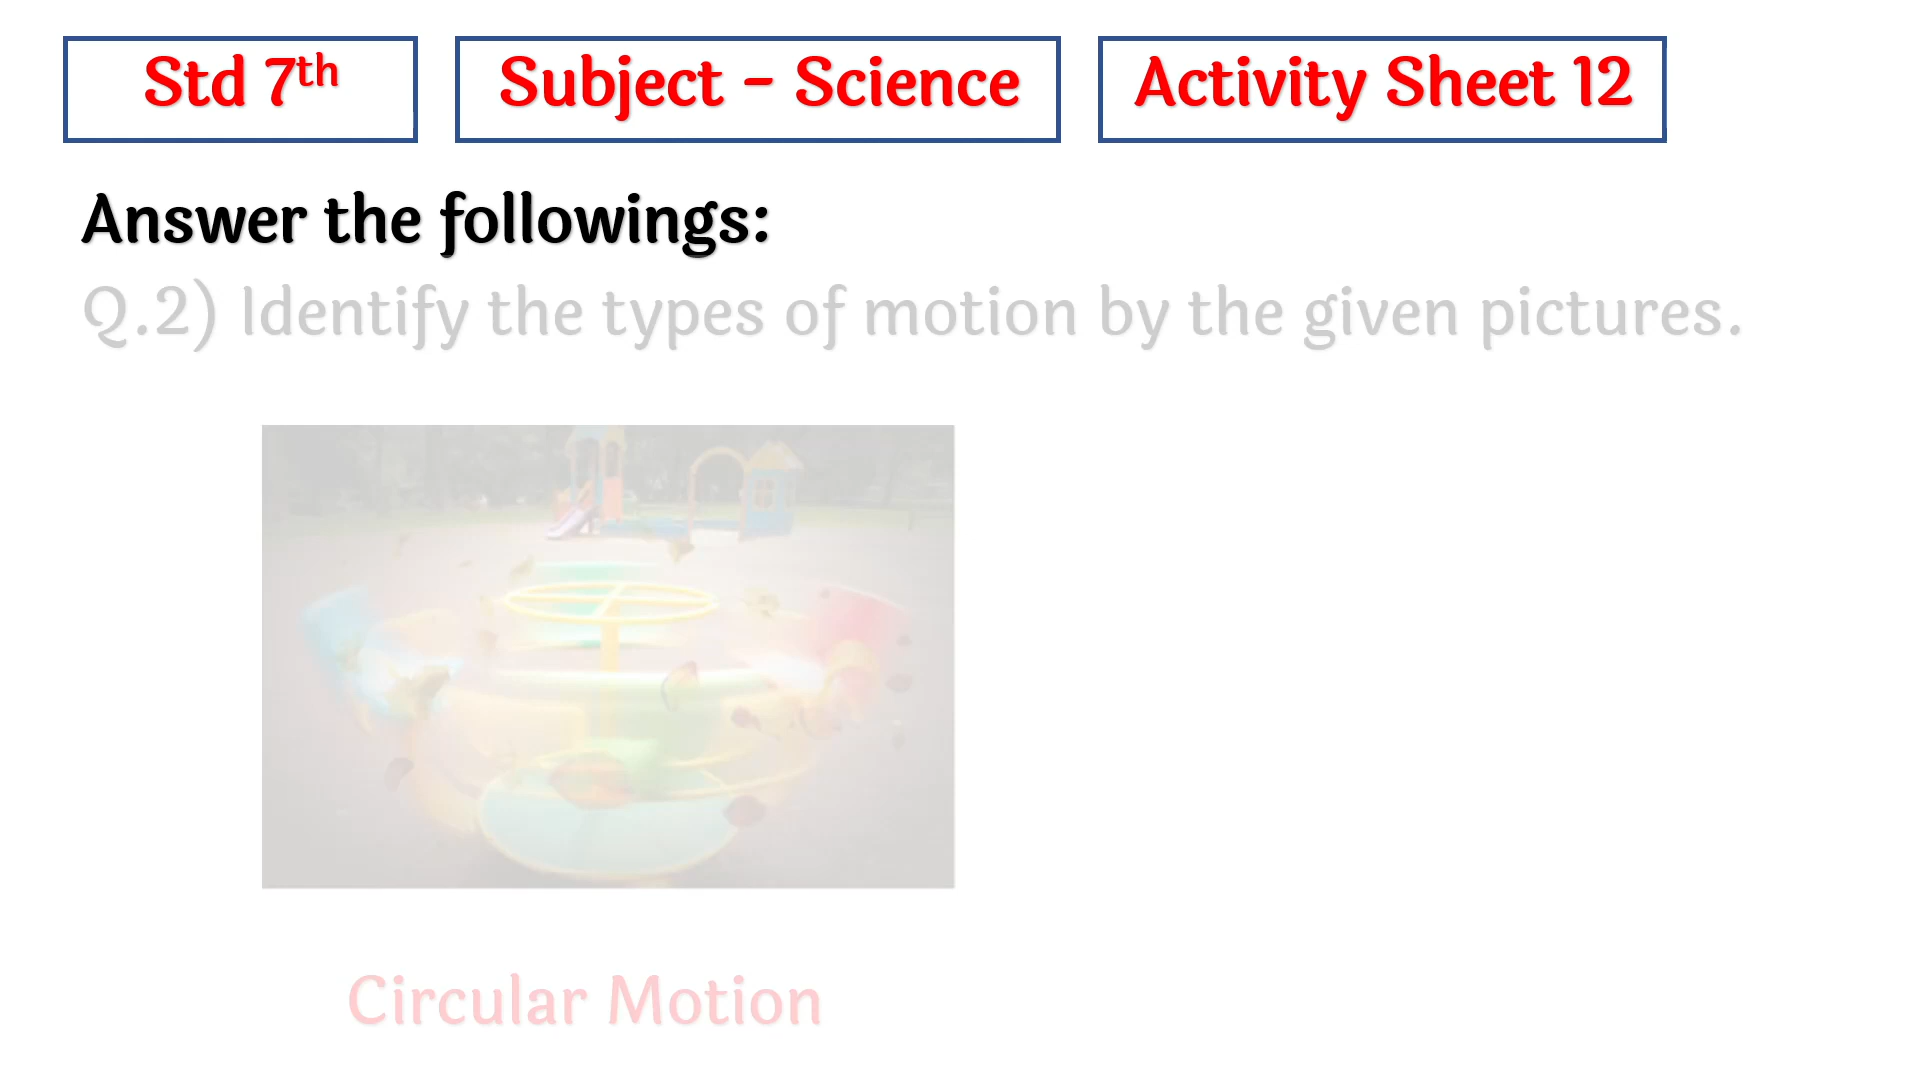 Std 7th
Subject – Science
Activity Sheet 12
Answer the followings:
Q.2) Identify the types of motion by the given pictures.
Circular Motion